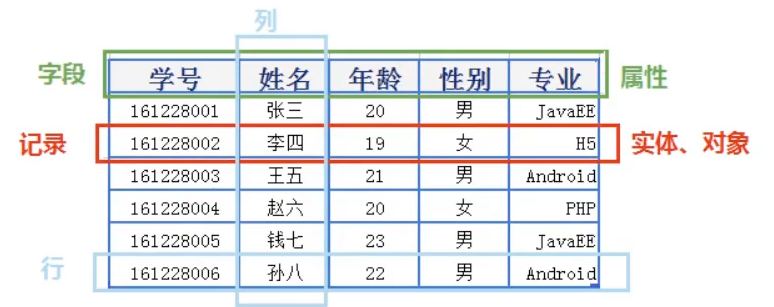 列
字段 学号 姓名 年龄 性别 专业 属性
161228001 张三 20 男 JavaEE
记录 161228002 李四 19 女 H5 实体、对象
161228003 王五 21 男 Android
161228004 赵六 20 女 PHP
161228005 钱七 23 男 JavaEE
行 161228006 孙八 22 男 Android